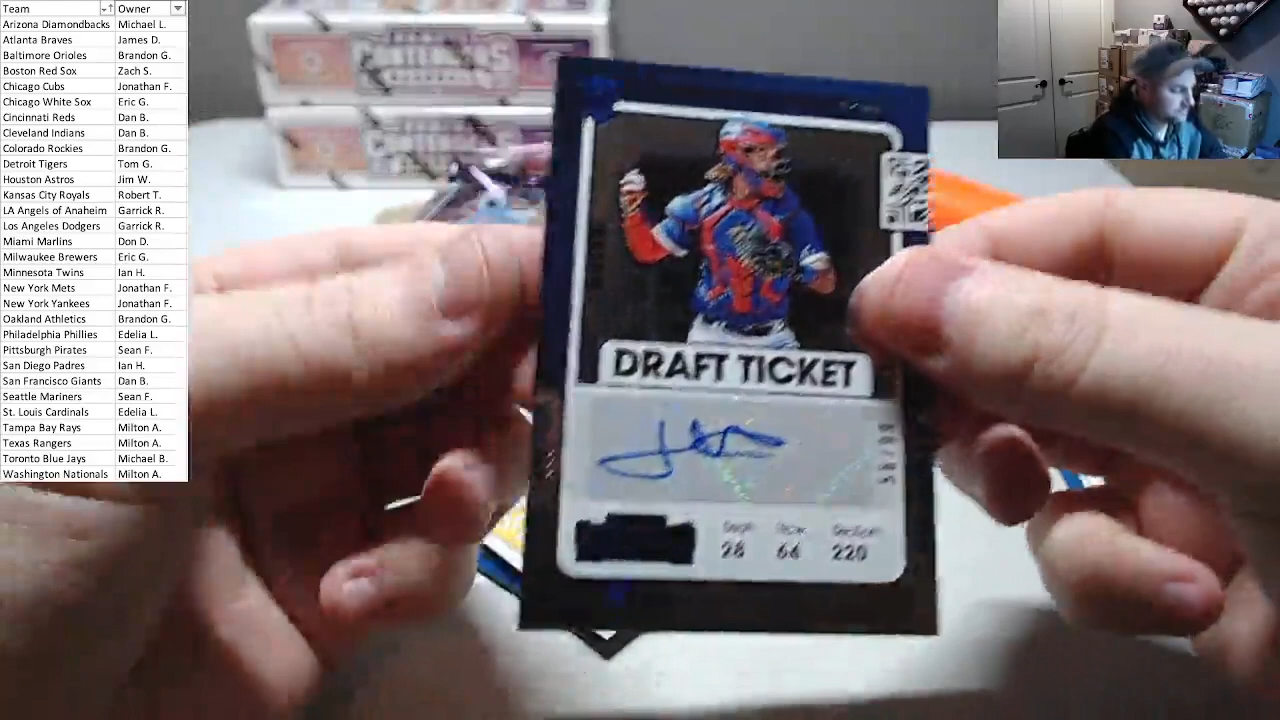 Team Owner
Arizona Diamondbacks Michael L.
Atlanta Braves James D.
Baltimore Orioles Brandon G.
Boston Red Sox Zach S.
Chicago Cubs Jonathan F.
Chicago White Sox Eric G.
Cincinnati Reds Dan B.
Cleveland Indians Dan B.
Colorado Rockies Brandon G.
Detroit Tigers Tom G.
Houston Astros Jim W.
Kansas City Royals Robert T.
LA Angels of Anaheim Garrick R.
Los Angeles Dodgers Garrick R.
Miami Marlins Don D.
Milwaukee Brewers Eric G.
Minnesota Twins Ian H.
New York Mets Jonathan F.
New York Yankees Jonathan F.
Oakland Athletics Brandon G.
Philadelphia Phillies Edelia L.
Pittsburgh Pirates Sean F.
San Diego Padres Ian H.
San Francisco Giants Dan B.
Seattle Mariners Sean F.
St. Louis Cardinals Edelia L.
Tampa Bay Rays Milton A.
Texas Rangers Milton A.
Toronto Blue Jays Michael B.
Washington Nationals Milton A.
CONTENDERS
DRAFT TICKET
28 66 220